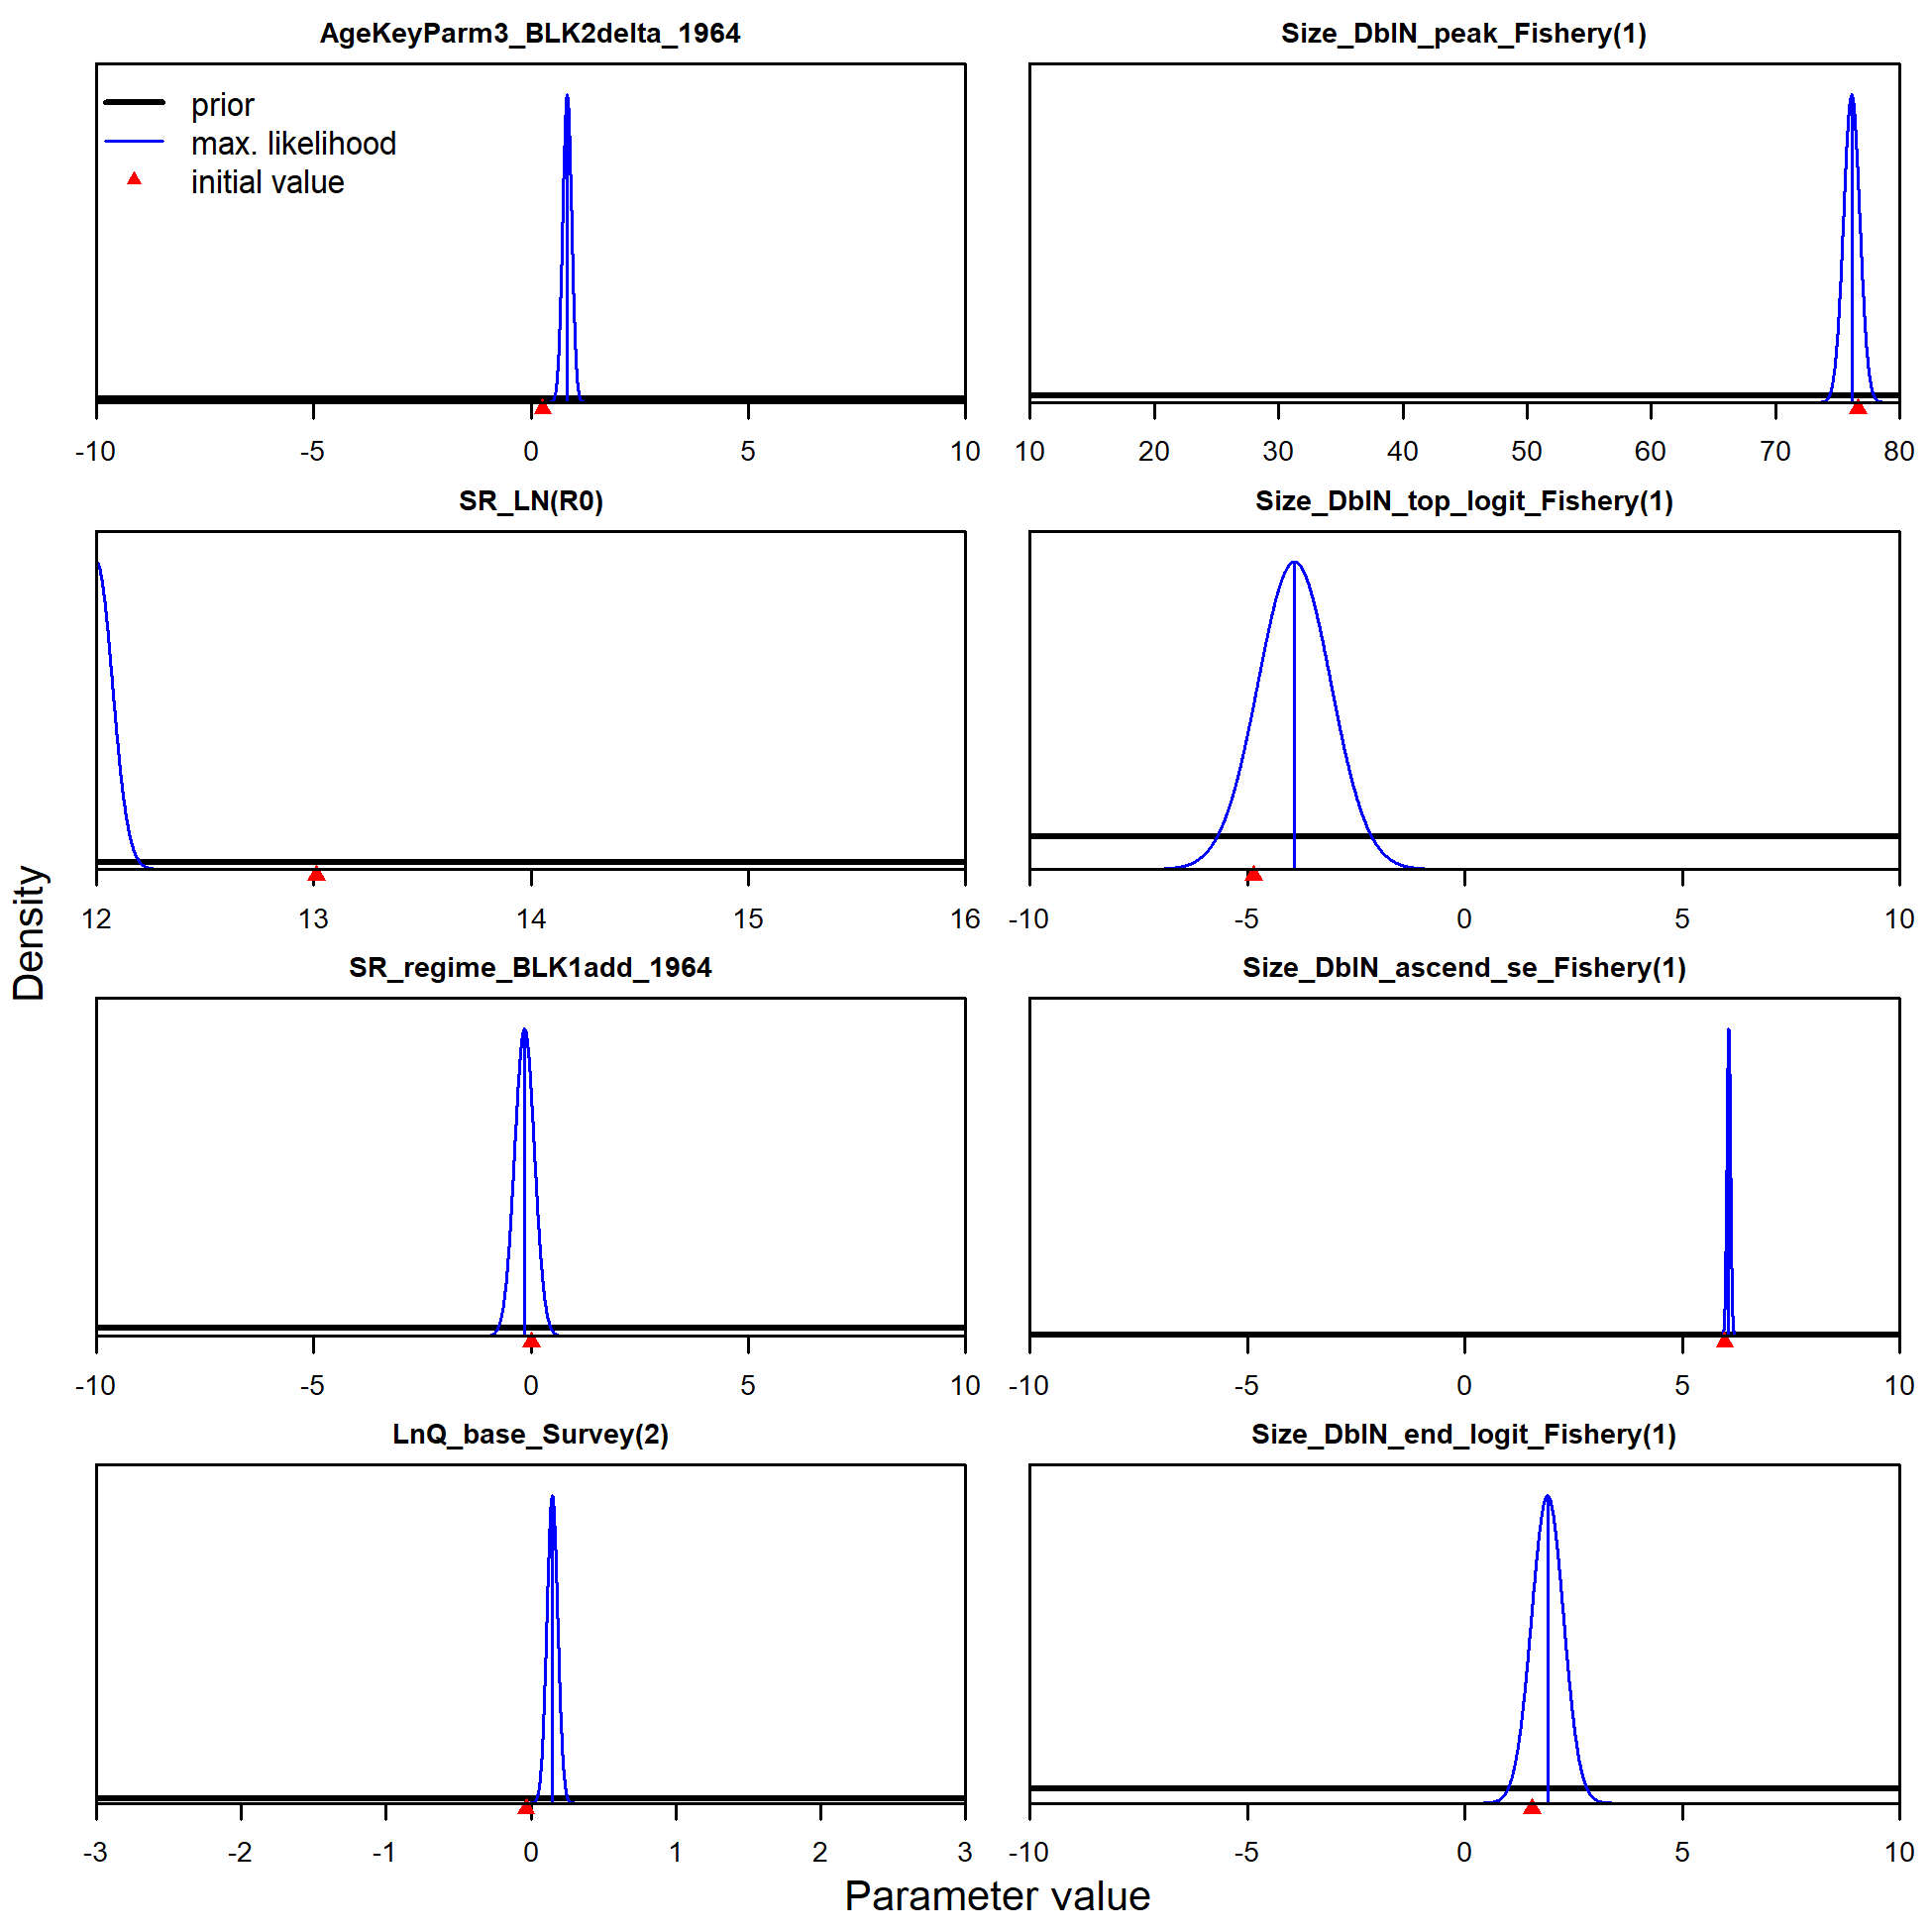 AgeKeyParm3_BLK2delta_1964
prior
max. likelihood
initial value
-10 -5 0 5 10
Size_DblN_peak_Fishery(1)
10 20 30 40 50 60 70 80
SR_LN(R0)
12 13 14 15 16
Size_DblN_top_logit_Fishery(1)
-10 -5 0 5 10
SR_regime_BLK1add_1964
-10 -5 0 5 10
Size_DblN_ascend_se_Fishery(1)
-10 -5 0 5 10
LnQ_base_Survey(2)
-3 -2 -1 0 1 2 3
Size_DblN_end_logit_Fishery(1)
-10 -5 0 5 10
Density
Parameter value